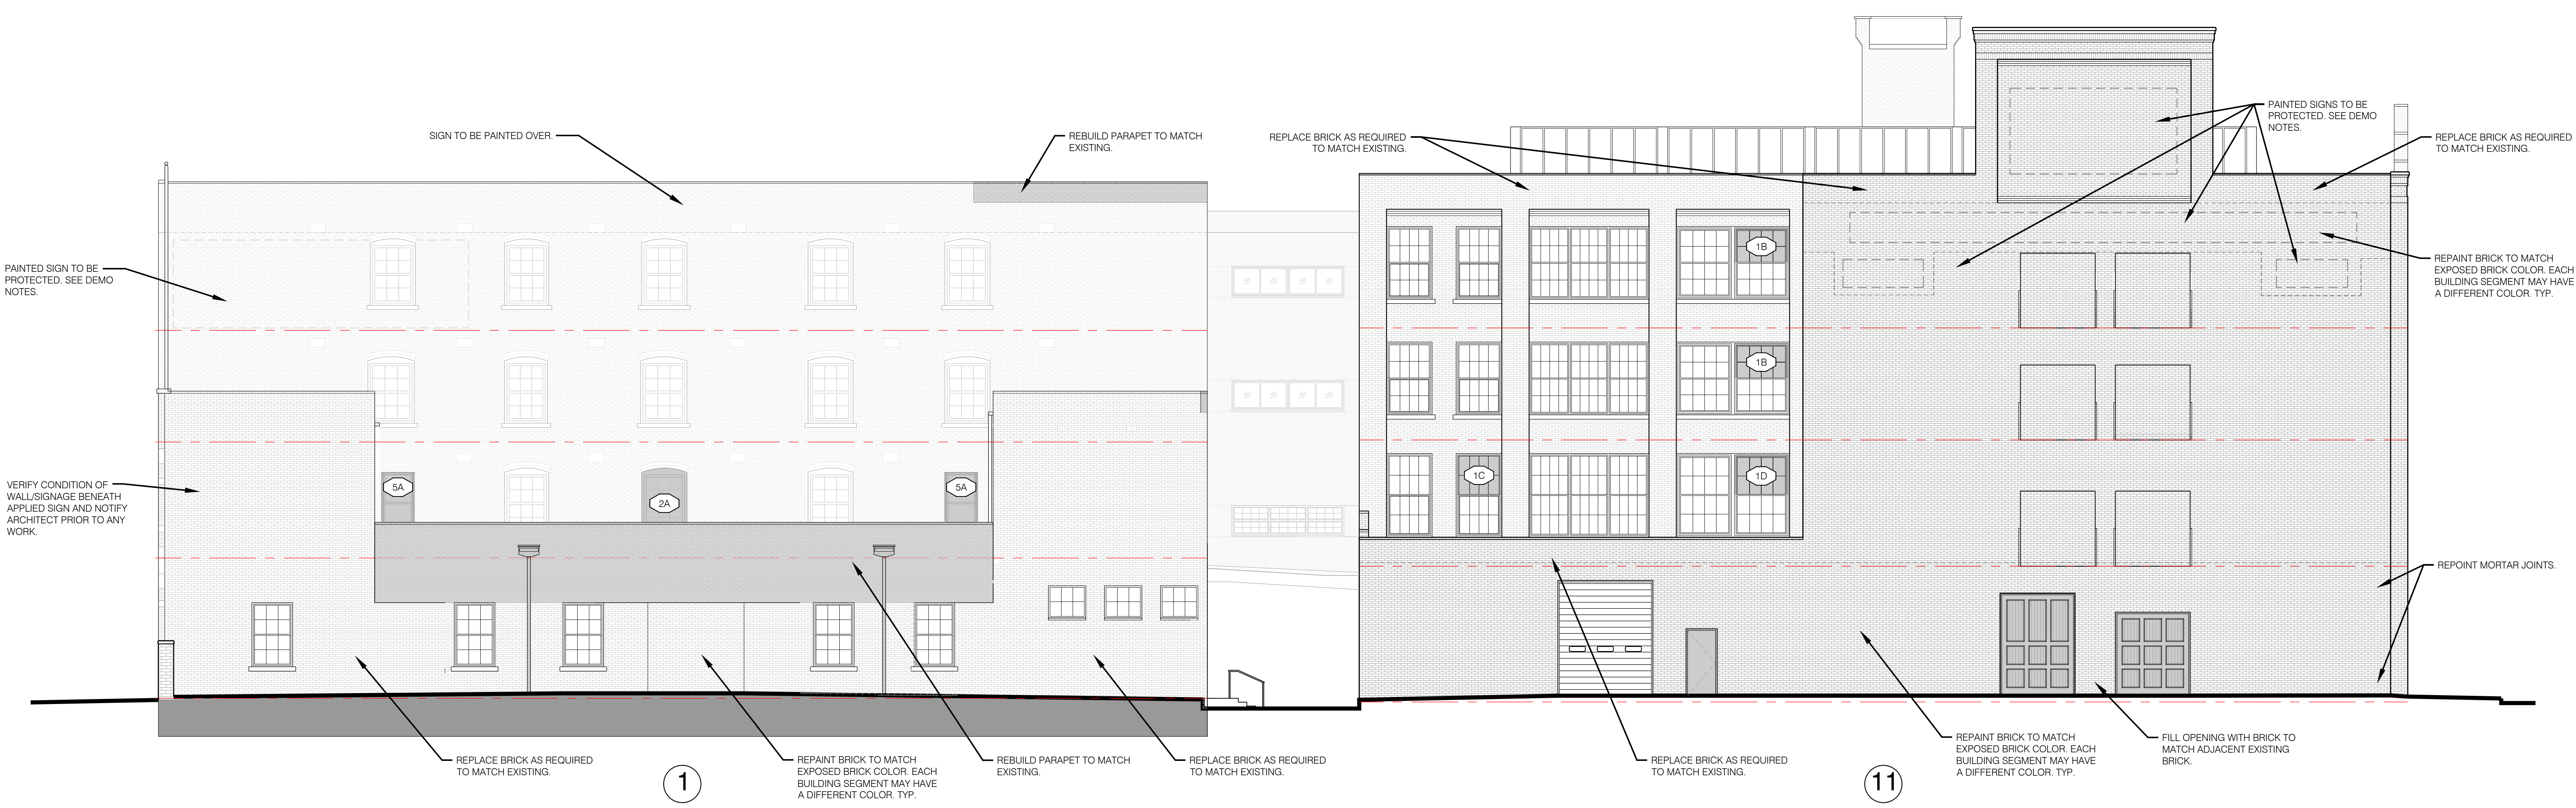 SIGN TO BE PAINTED OVER.
REBUILD PARAPET TO MATCH
EXISTING.
REPLACE BRICK AS REQUIRED
TO MATCH EXISTING.
PAINTED SIGNS TO BE
PROTECTED. SEE DEMO
NOTES.
REPLACE BRICK AS REQUIRED
TO MATCH EXISTING.
PAINTED SIGN TO BE
PROTECTED. SEE DEMO
NOTES.
1B
REPAINT BRICK TO MATCH
EXPOSED BRICK COLOR. EACH
BUILDING SEGMENT MAY HAVE
A DIFFERENT COLOR. TYP.
1B
VERIFY CONDITION OF
WALL/SIGNAGE BENEATH
APPLIED SIGN AND NOTIFY
ARCHITECT PRIOR TO ANY
WORK.
5A
2A
5A
1C
1D
REPOINT MORTAR JOINTS.
REPLACE BRICK AS REQUIRED
TO MATCH EXISTING.
REPAINT BRICK TO MATCH
EXPOSED BRICK COLOR. EACH
BUILDING SEGMENT MAY HAVE
A DIFFERENT COLOR. TYP.
REBUILD PARAPET TO MATCH
EXISTING.
REPLACE BRICK AS REQUIRED
TO MATCH EXISTING.
REPLACE BRICK AS REQUIRED
TO MATCH EXISTING.
REPAINT BRICK TO MATCH
EXPOSED BRICK COLOR. EACH
BUILDING SEGMENT MAY HAVE
A DIFFERENT COLOR. TYP.
FILL OPENING WITH BRICK TO
MATCH ADJACENT EXISTING
BRICK.
1
11